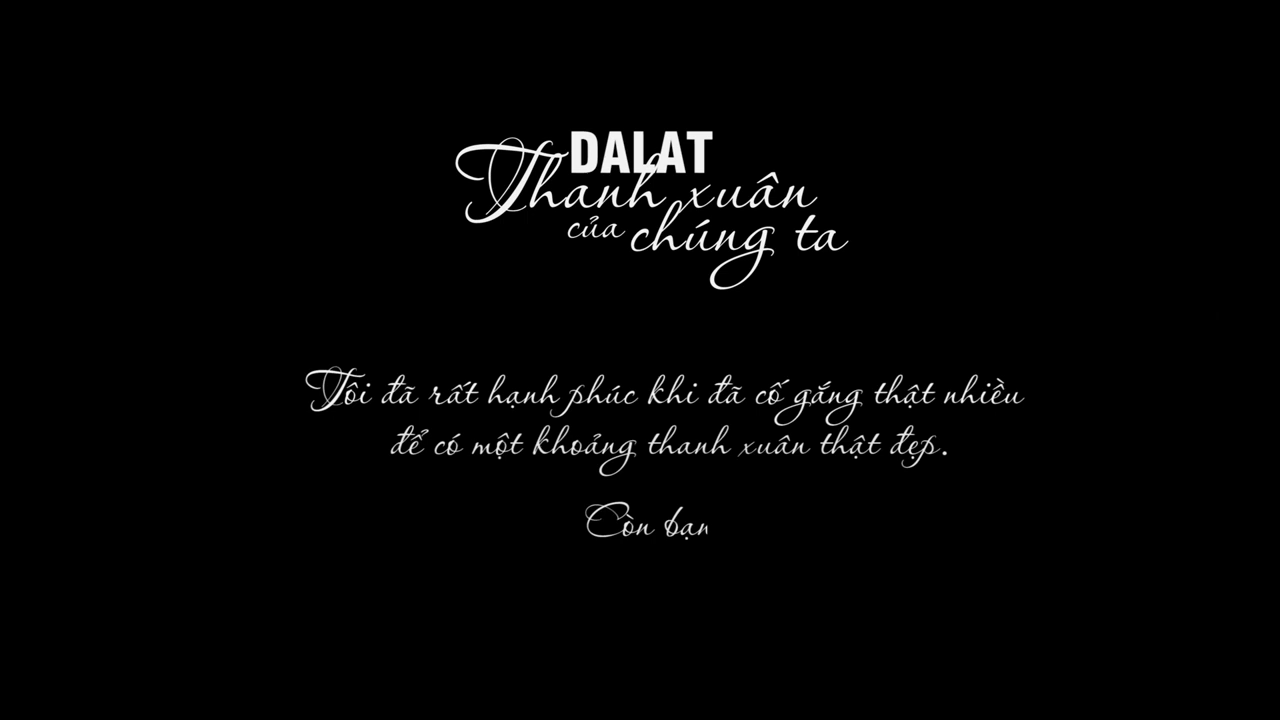 DALAT
Thanh xuân
của chúng ta
Tôi đã rất hạnh phúc khi đã cố gắng thật nhiều
để có một khoảng thanh xuân thật đẹp.
Còn bạn